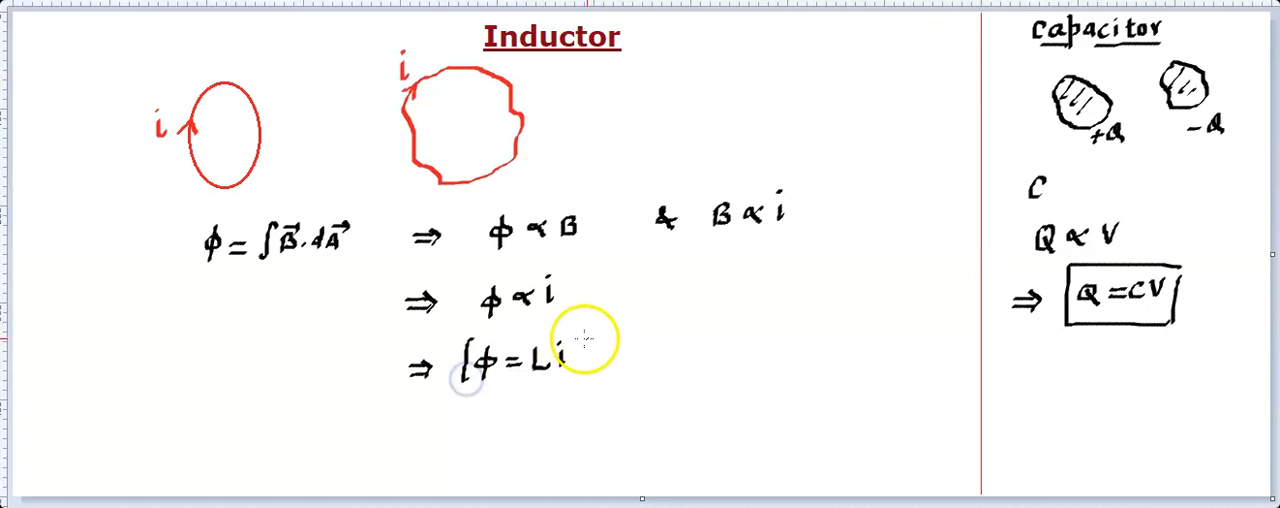 Inductor
i
i
ϕ = ∫B⃗.dA⃗ ⇒ ϕ ∝ B & B ∝ i
⇒ ϕ ∝ i
⇒ [ϕ = Li
Capacitor
+Q
-Q
C
Q ∝ V
⇒ Q = CV